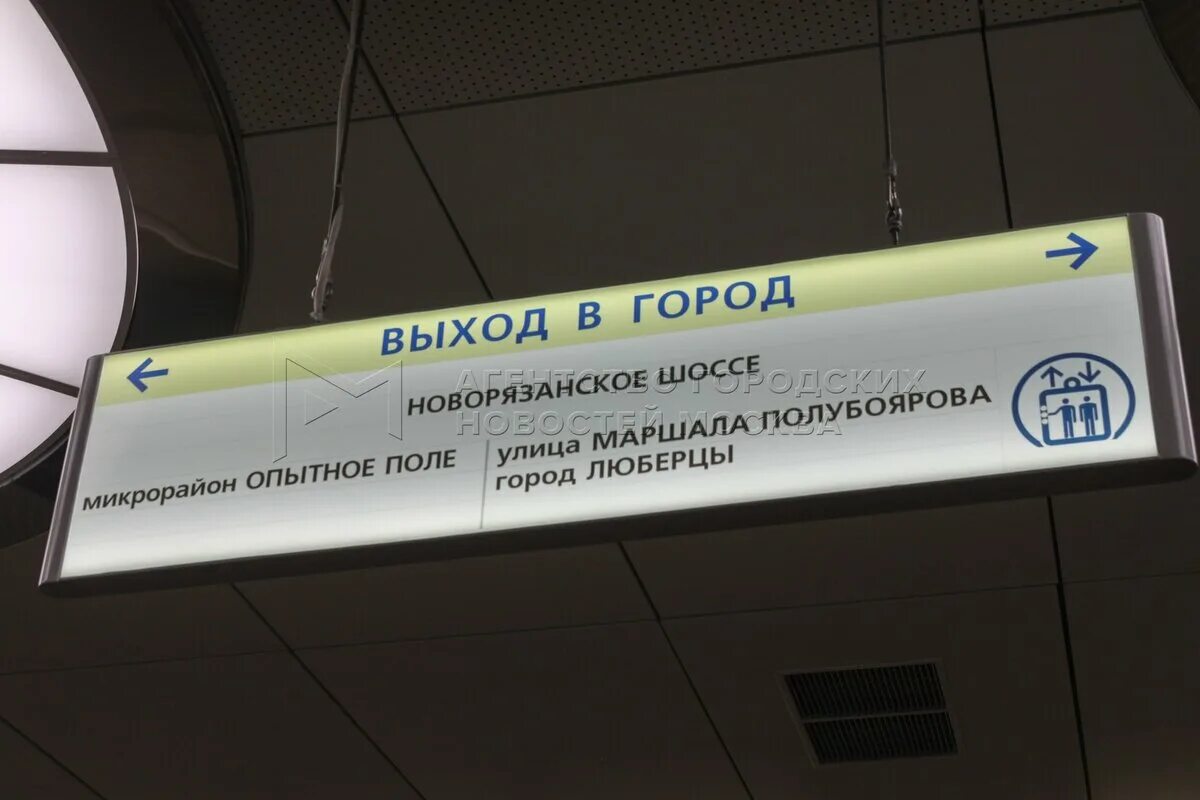 ВЫХОД В ГОРОД
НОВОРЯЗАНСКОЕ ШОССЕ
микрорайон ОПЫТНОЕ ПОЛЕ
улица МАРШАЛА ПОЛУБОЯРОВА
город ЛЮБЕРЦЫ
АГЕНТСТВО ГОРОДСКИХ
НОВОСТЕЙ МОСКВА